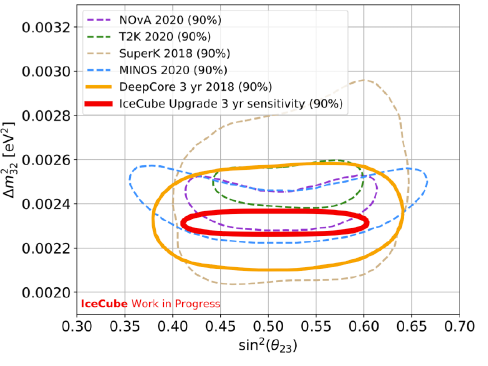 NOvA 2020 (90%)
T2K 2020 (90%)
SuperK 2018 (90%)
MINOS 2020 (90%)
DeepCore 3 yr 2018 (90%)
IceCube Upgrade 3 yr sensitivity (90%)
0.0032
0.0030
0.0028
0.0026
0.0024
0.0022
0.0020
Δm²₃₂ [eV²]
IceCube Work in Progress
0.30 0.35 0.40 0.45 0.50 0.55 0.60 0.65 0.70
sin²(θ₂₃)